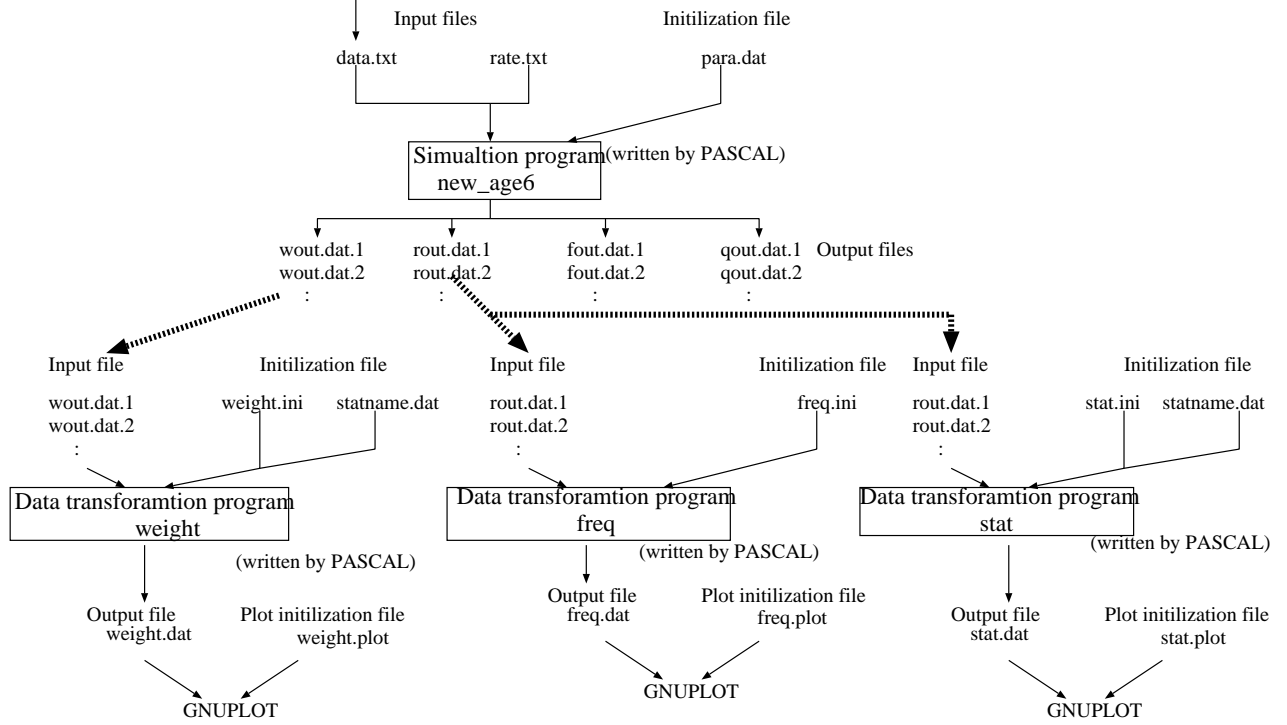 Input files
Initilization file
data.txt
rate.txt
para.dat
Simualtion program
new_age6
(written by PASCAL)
wout.dat.1
wout.dat.2
:
rout.dat.1
rout.dat.2
:
fout.dat.1
fout.dat.2
:
qout.dat.1
qout.dat.2
:
Output files
Input file
wout.dat.1
wout.dat.2
:
Initilization file
weight.ini
statname.dat
Data transforamtion program
weight
(written by PASCAL)
Output file
weight.dat
Plot initilization file
weight.plot
GNUPLOT
Input file
rout.dat.1
rout.dat.2
:
Initilization file
freq.ini
Data transforamtion program
freq
(written by PASCAL)
Output file
freq.dat
Plot initilization file
freq.plot
GNUPLOT
Input file
rout.dat.1
rout.dat.2
:
Initilization file
stat.ini
statname.dat
Data transforamtion program
stat
(written by PASCAL)
Output file
stat.dat
Plot initilization file
stat.plot
GNUPLOT